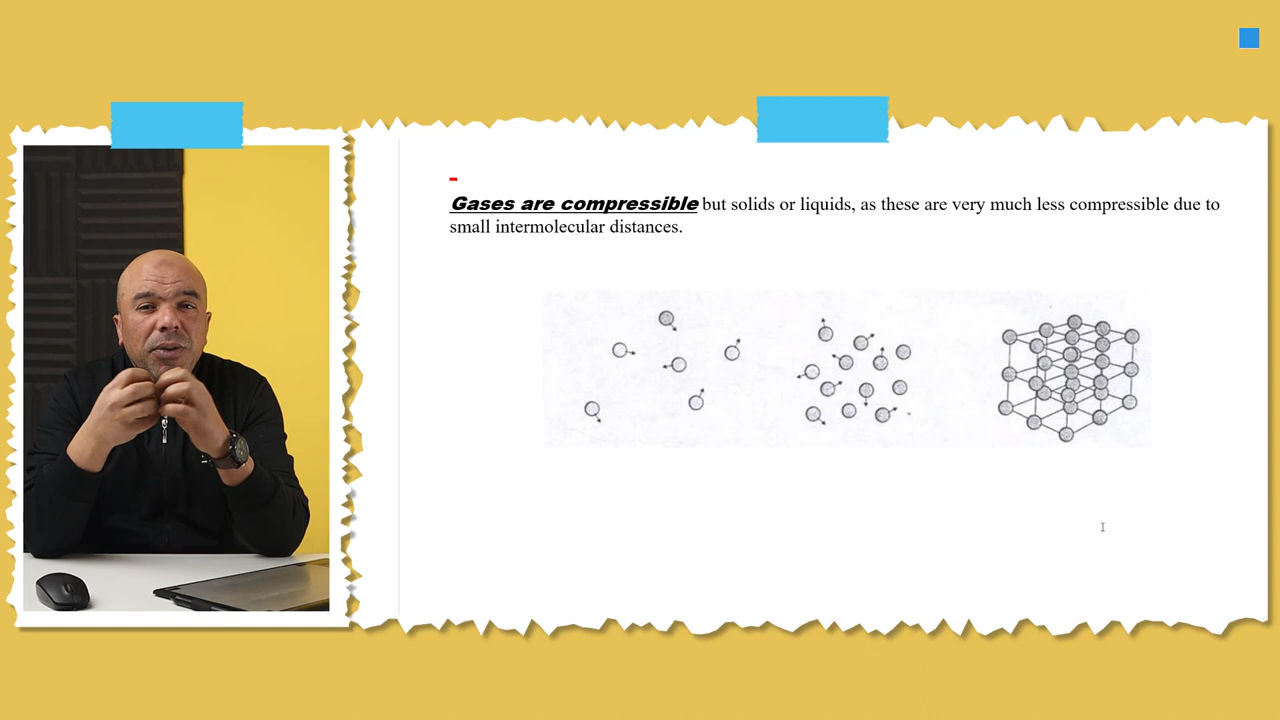 -
Gases are compressible but solids or liquids, as these are very much less compressible due to
small intermolecular distances.